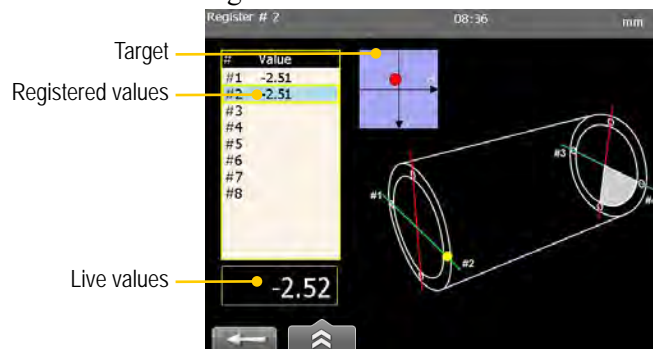 Register # 2
08:36
mm
Target
Registered values
Live values
# Value
#1 -2.51
#2 -2.51
#3
#4
#5
#6
#7
#8
-2.52
#1
#2
#3